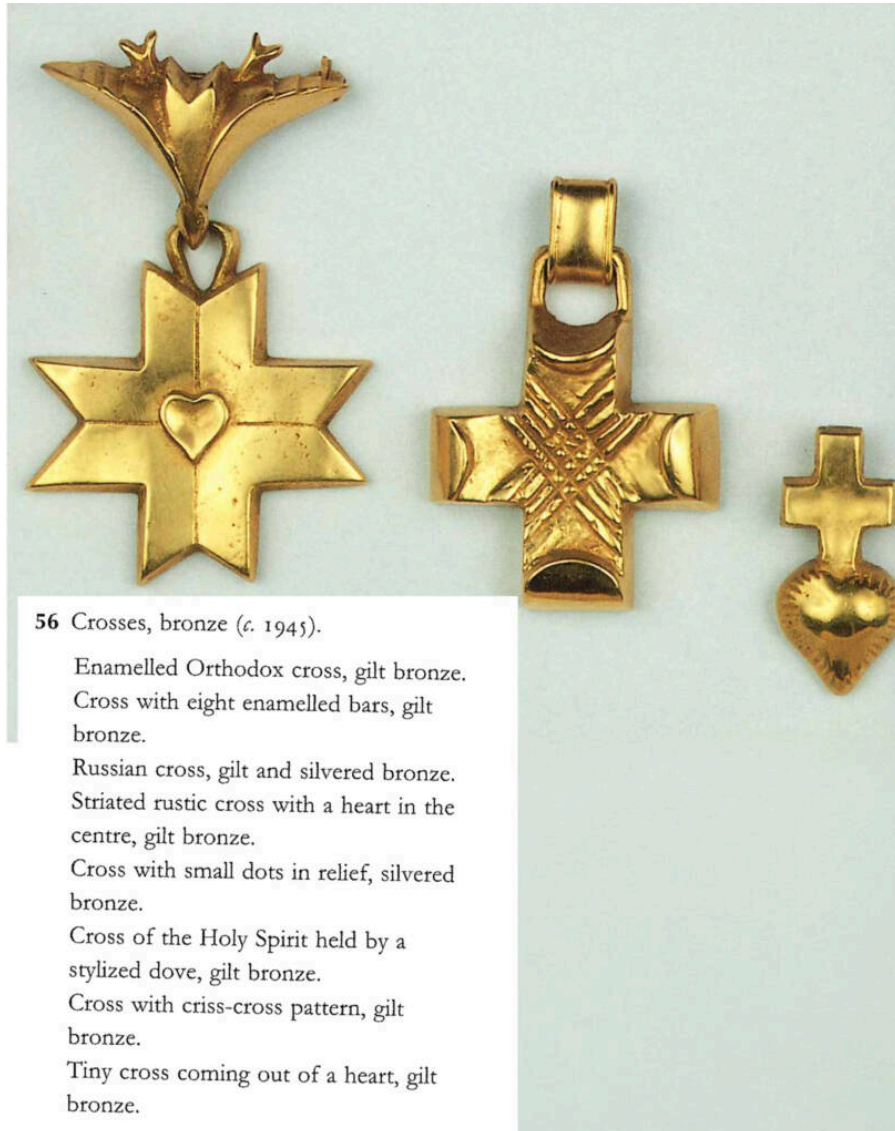 56 Crosses, bronze (c. 1945).
Enamelled Orthodox cross, gilt bronze.
Cross with eight enamelled bars, gilt
bronze.
Russian cross, gilt and silvered bronze.
Striated rustic cross with a heart in the
centre, gilt bronze.
Cross with small dots in relief, silvered
bronze.
Cross of the Holy Spirit held by a
stylized dove, gilt bronze.
Cross with criss-cross pattern, gilt
bronze.
Tiny cross coming out of a heart, gilt
bronze.